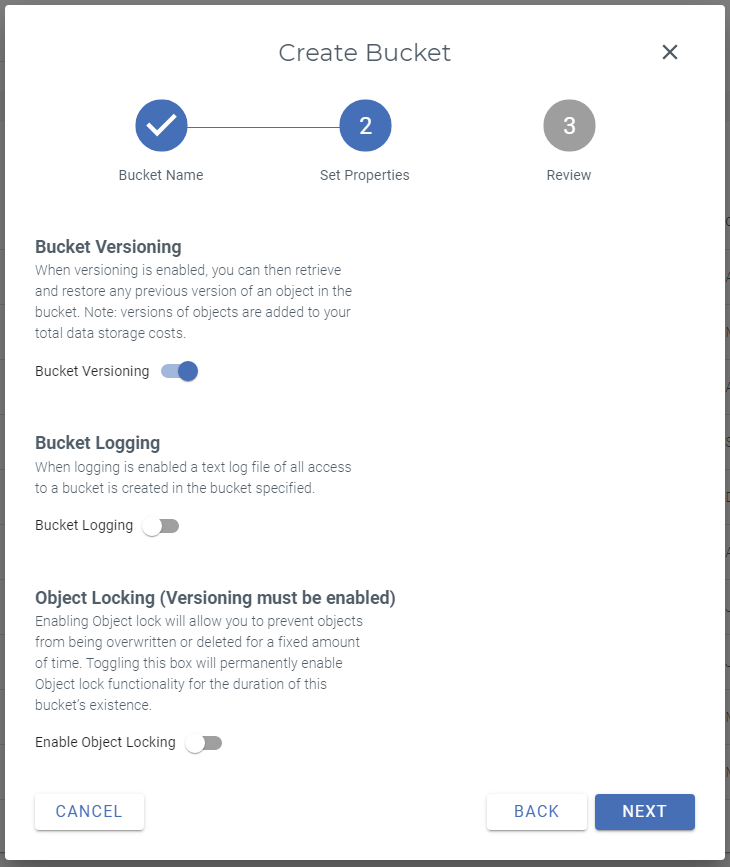 Create Bucket
2
3
Bucket Name
Set Properties
Review
Bucket Versioning
When versioning is enabled, you can then retrieve
and restore any previous version of an object in the
bucket. Note: versions of objects are added to your
total data storage costs.
Bucket Versioning
Bucket Logging
When logging is enabled a text log file of all access
to a bucket is created in the bucket specified.
Bucket Logging
Object Locking (Versioning must be enabled)
Enabling Object lock will allow you to prevent objects
from being overwritten or deleted for a fixed amount
of time. Toggling this box will permanently enable
Object lock functionality for the duration of this
bucket's existence.
Enable Object Locking
CANCEL
BACK
NEXT